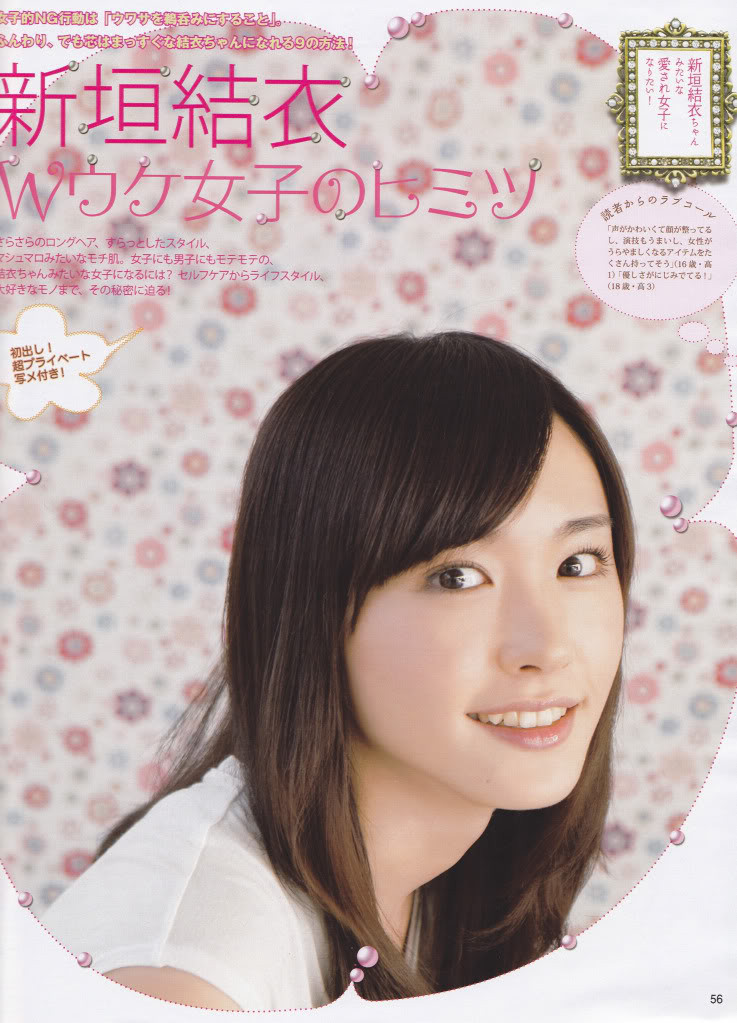 女子的NG行動は「ウワサを鵜呑みにすること」。
ふんわり、でも芯はまっすぐな結衣ちゃんになれる9の方法！
新垣結衣
Wウケ女子のヒミツ
さらさらのロングヘア、すらっとしたスタイル、
マシュマロみたいなモチ肌。女子にも男子にもモテモテの、
結衣ちゃんみたいな女子になるには？ セルフケアからライフスタイル、
大好きなモノまで、その秘密に迫る！
初出し！
超プライベート
写メ付き！
新垣結衣ちゃん
みたいな
愛され女子に
なりたい！
読者からのラブコール
「声がかわいくて顔が整ってる
し、演技もうまいし、女性が
うらやましくなるアイテムをた
くさん持ってそう」(16歳・高
1)「優しさがにじみでてる！」
(18歳・高3)
56